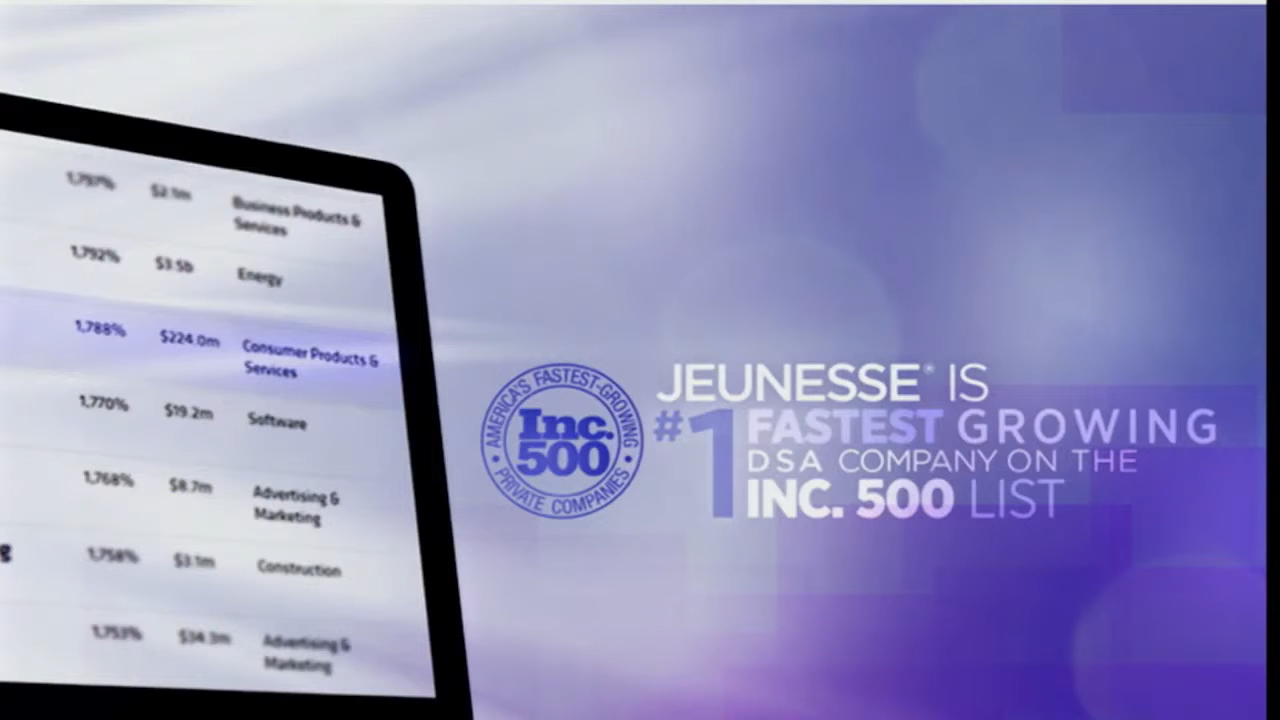 1,797% $2.1m Business Products &
Services
1,792% $3.5b Energy
1,788% $224.0m Consumer Products &
Services
1,770% $19.2m Software
1,768% $8.7m Advertising &
Marketing
1,758% $3.1m Construction
1,753% $34.3m Advertising &
Marketing
AMERICA'S FASTEST-GROWING
Inc.
500
PRIVATE COMPANIES
JEUNESSE® IS
#1 FASTEST GROWING
DSA COMPANY ON THE
INC. 500 LIST